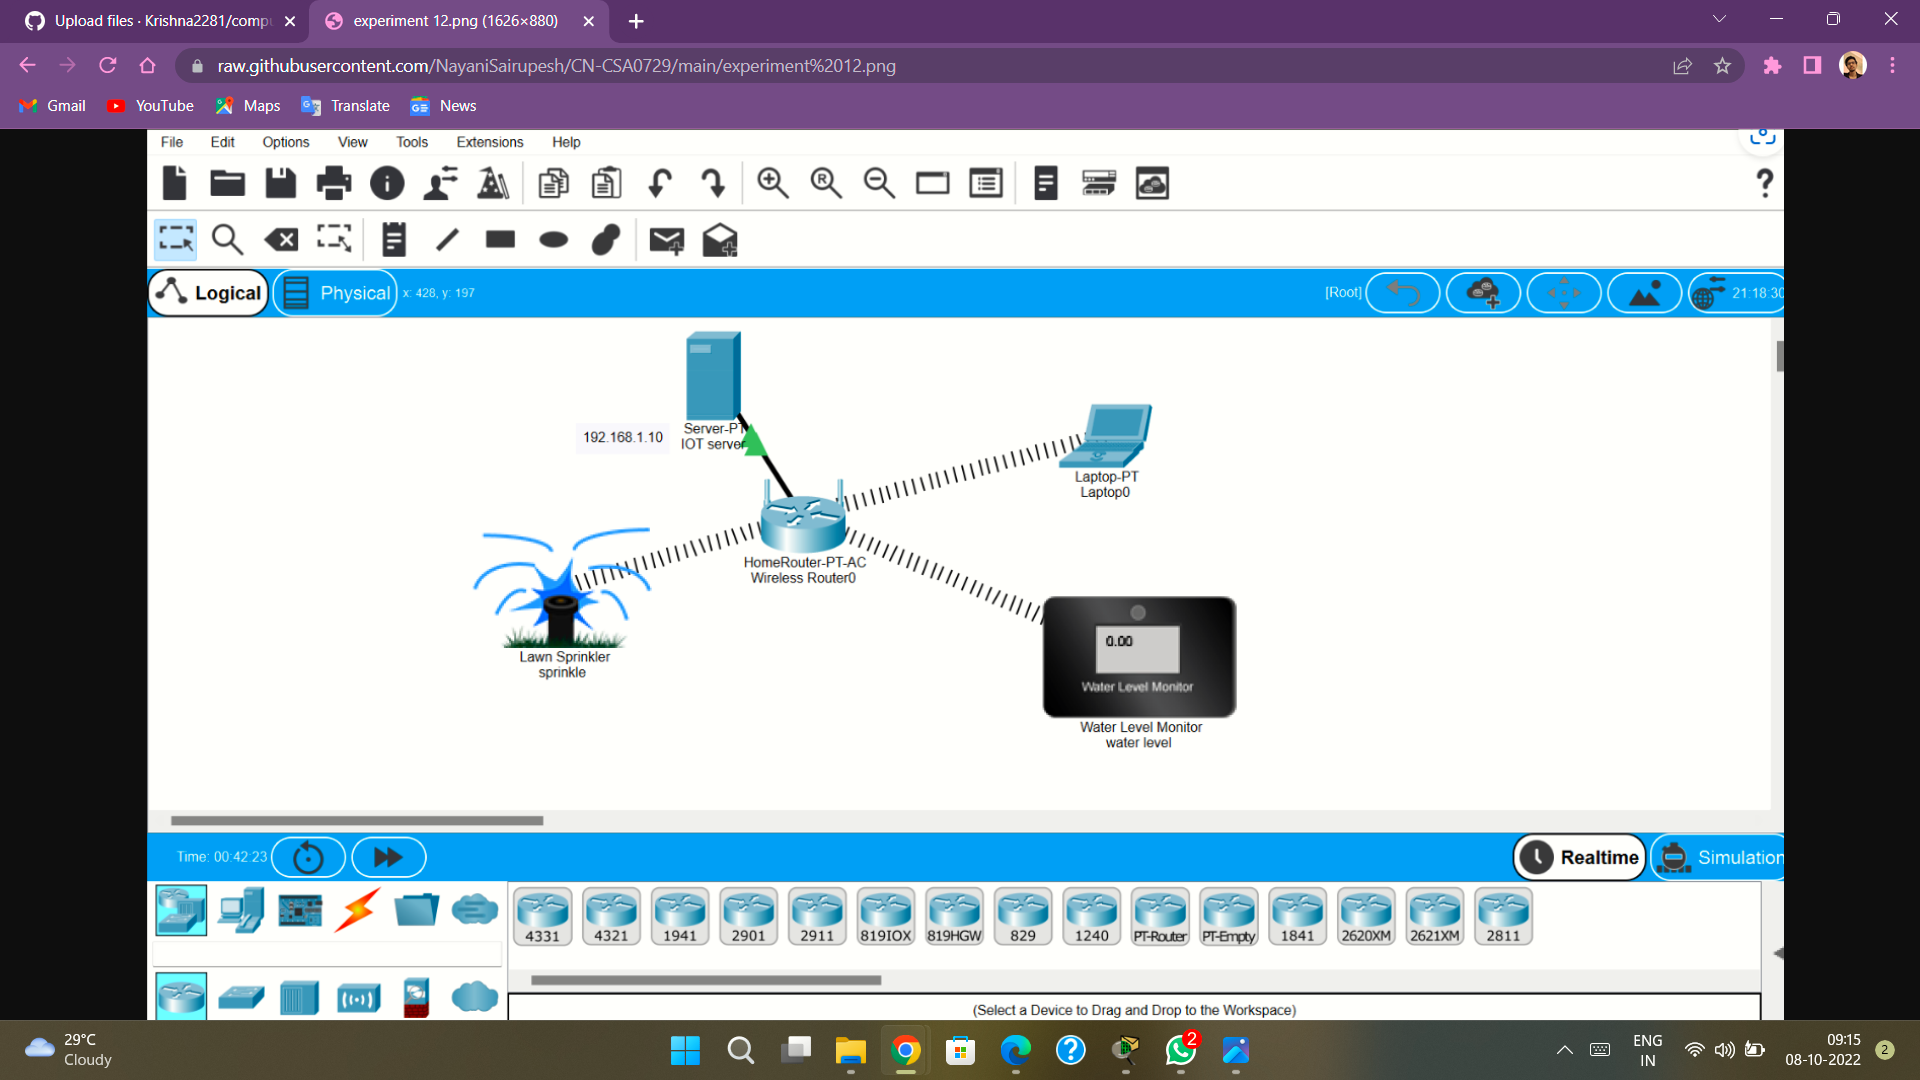 Upload files · Krishna2281/compu
experiment 12.png (1626×880)
raw.githubusercontent.com/NayaniSairupesh/CN-CSA0729/main/experiment%2012.png
Gmail YouTube Maps Translate News
File Edit Options View Tools Extensions Help
R
?
Logical Physical x: 428, y: 197 [Root] 21:18:30
192.168.1.10
Server-PT
IOT server
Laptop-PT
Laptop0
HomeRouter-PT-AC
Wireless Router0
Lawn Sprinkler
sprinkle
0.00
Water Level Monitor
Water Level Monitor
water level
Time: 00:42:23 Realtime Simulation
4331 4321 1941 2901 2911 819IOX 819HGW 829 1240 PT-Router PT-Empty 1841 2620XM 2621XM 2811
(Select a Device to Drag and Drop to the Workspace)
29°C
Cloudy
2
ENG
IN
09:15
08-10-2022
2